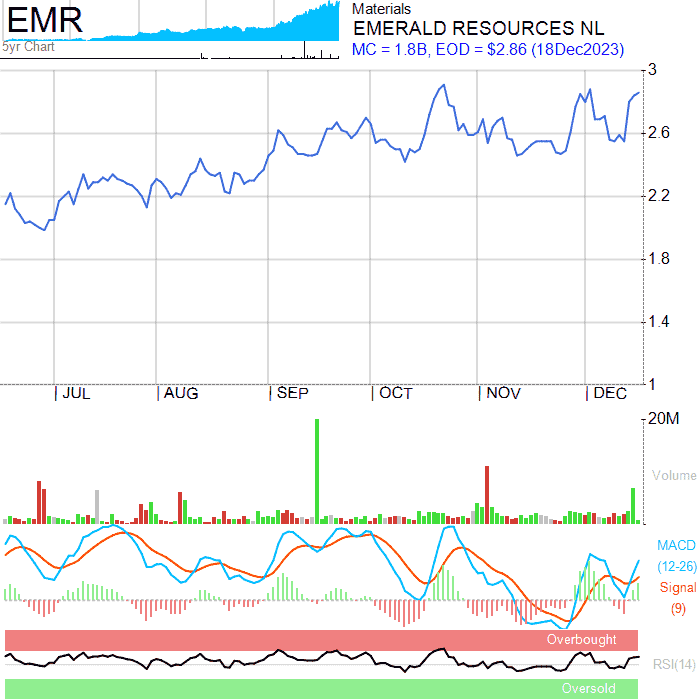 EMR
5yr Chart
Materials
EMERALD RESOURCES NL
MC = 1.8B, EOD = $2.86 (18Dec2023)
3
2.6
2.2
1.8
1.4
1
JUL AUG SEP OCT NOV DEC
20M
Volume
MACD
(12-26)
Signal
(9)
Overbought
RSI(14)
Oversold